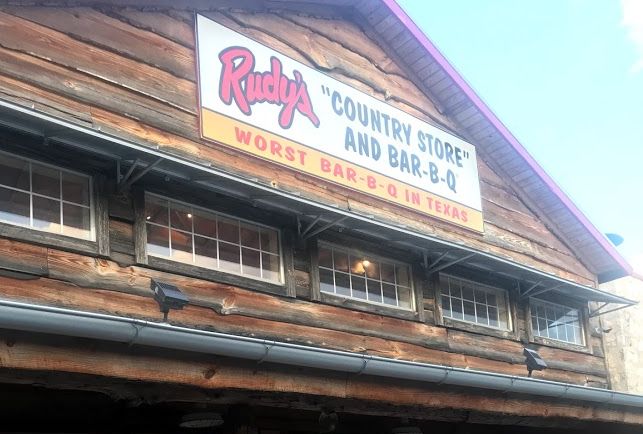 Rudy's
"COUNTRY STORE"
AND BAR-B-Q
WORST BAR-B-Q IN TEXAS